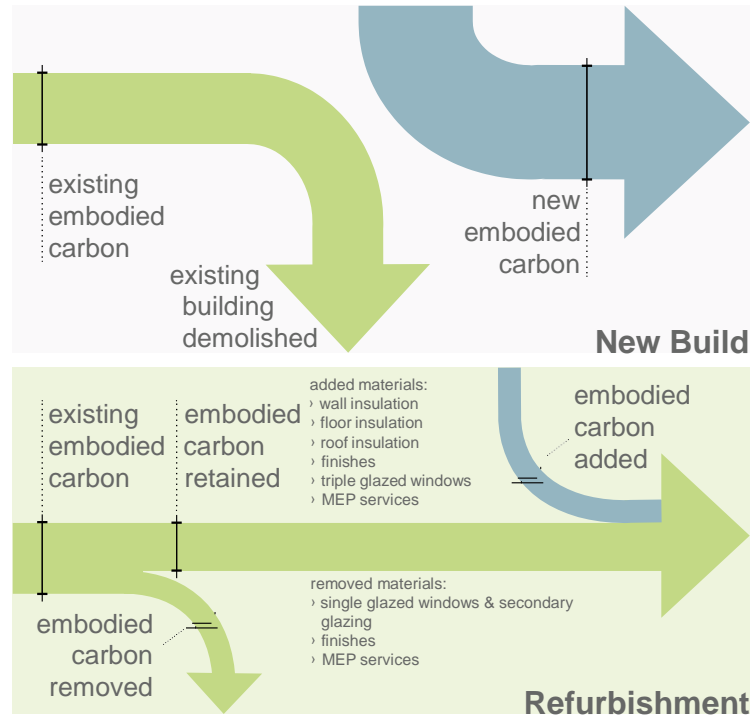 existing
embodied
carbon
existing
building
demolished
new
embodied
carbon
New Build
existing
embodied
carbon
embodied
carbon
retained
added materials:
› wall insulation
› floor insulation
› roof insulation
› finishes
› triple glazed windows
› MEP services
embodied
carbon
added
removed materials:
› single glazed windows & secondary
glazing
› finishes
› MEP services
embodied
carbon
removed
Refurbishment